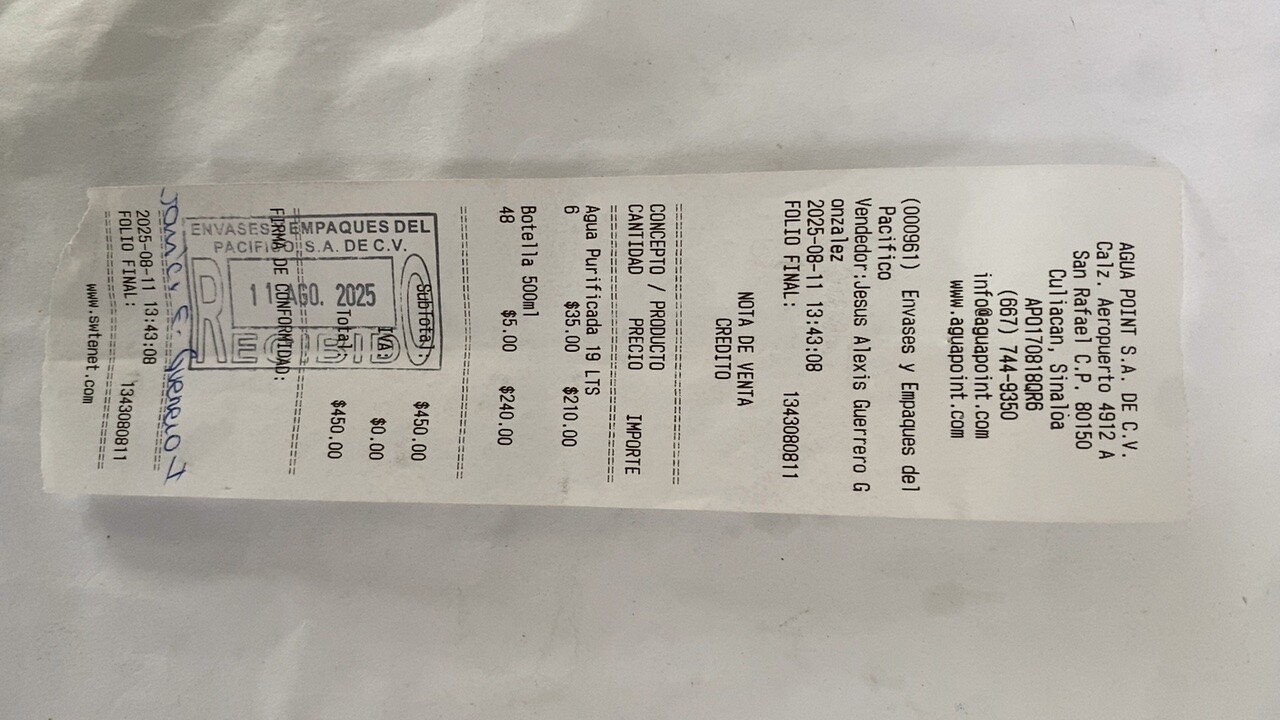 AGUA POINT S.A. DE C.V.
Calz. Aeropuerto 4912 A
San Rafael C.P. 80150
Culiacan, Sinaloa
APO170818QR6
(667) 744-9350
info@aguapoint.com
www.aguapoint.com
(000961) Envases y Empaques del
Pacifico
Vendedor:Jesus Alexis Guerrero G
onzalez
2025-08-11 13:43:08
FOLIO FINAL: 1343080811
NOTA DE VENTA
CREDITO
================================
CONCEPTO / PRODUCTO
CANTIDAD PRECIO IMPORTE
================================
Agua Purificada 19 LTS
6 $35.00 $210.00
Botella 500ml
48 $5.00 $240.00
================================
Subtotal: $450.00
IVA: $0.00
Total: $450.00
================================
FIRMA DE CONFORMIDAD:
ENVASES Y EMPAQUES DEL
PACIFICO S.A. DE C.V.
11 AGO. 2025
RECIBIDO
================================
2025-08-11 13:43:08
FOLIO FINAL: 1343080811
================================
www.swtenet.com